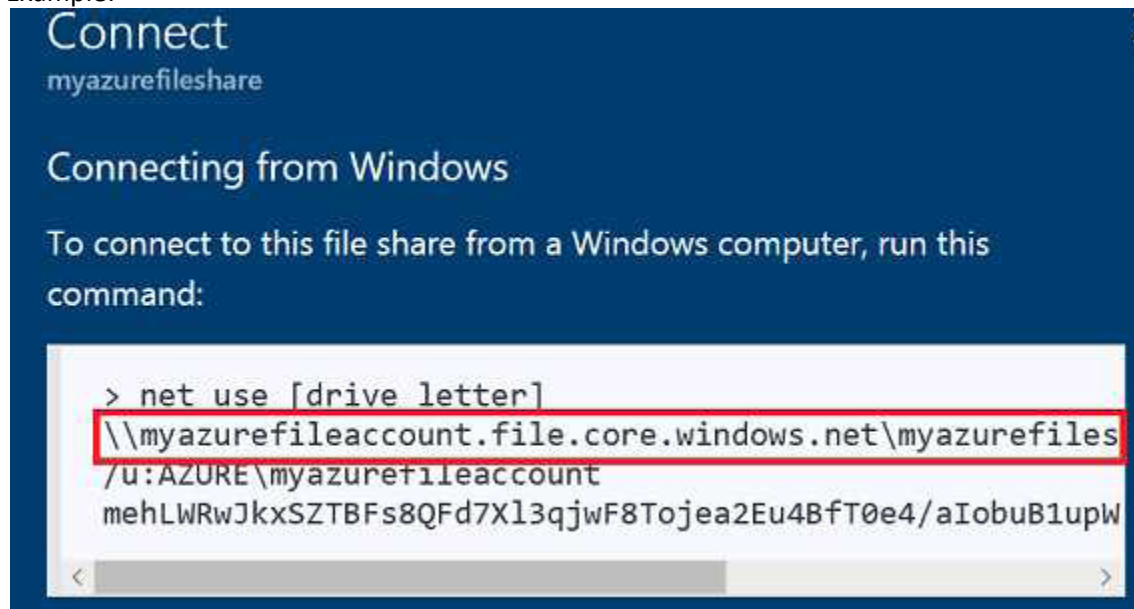 Example:
Connect
myazurefileshare
Connecting from Windows
To connect to this file share from a Windows computer, run this
command:
> net use [drive letter]
\\myazurefileaccount.file.core.windows.net\myazurefiles
/u:AZURE\myazurefileaccount
mehLWRwJkxSZTBFs8QFd7Xl3qjwF8Tojea2Eu4BfT0e4/aIobuB1upW